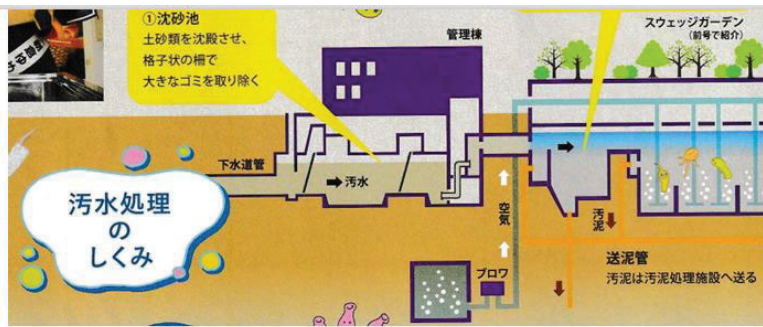 ①沈砂池
土砂類を沈殿させ、
格子状の柵で
大きなゴミを取り除く
管理棟
スウェッジガーデン
(前号で紹介)
下水道管
汚水
汚水処理
の
しくみ
空気
ブロワ
汚泥
送泥管
汚泥は汚泥処理施設へ送る